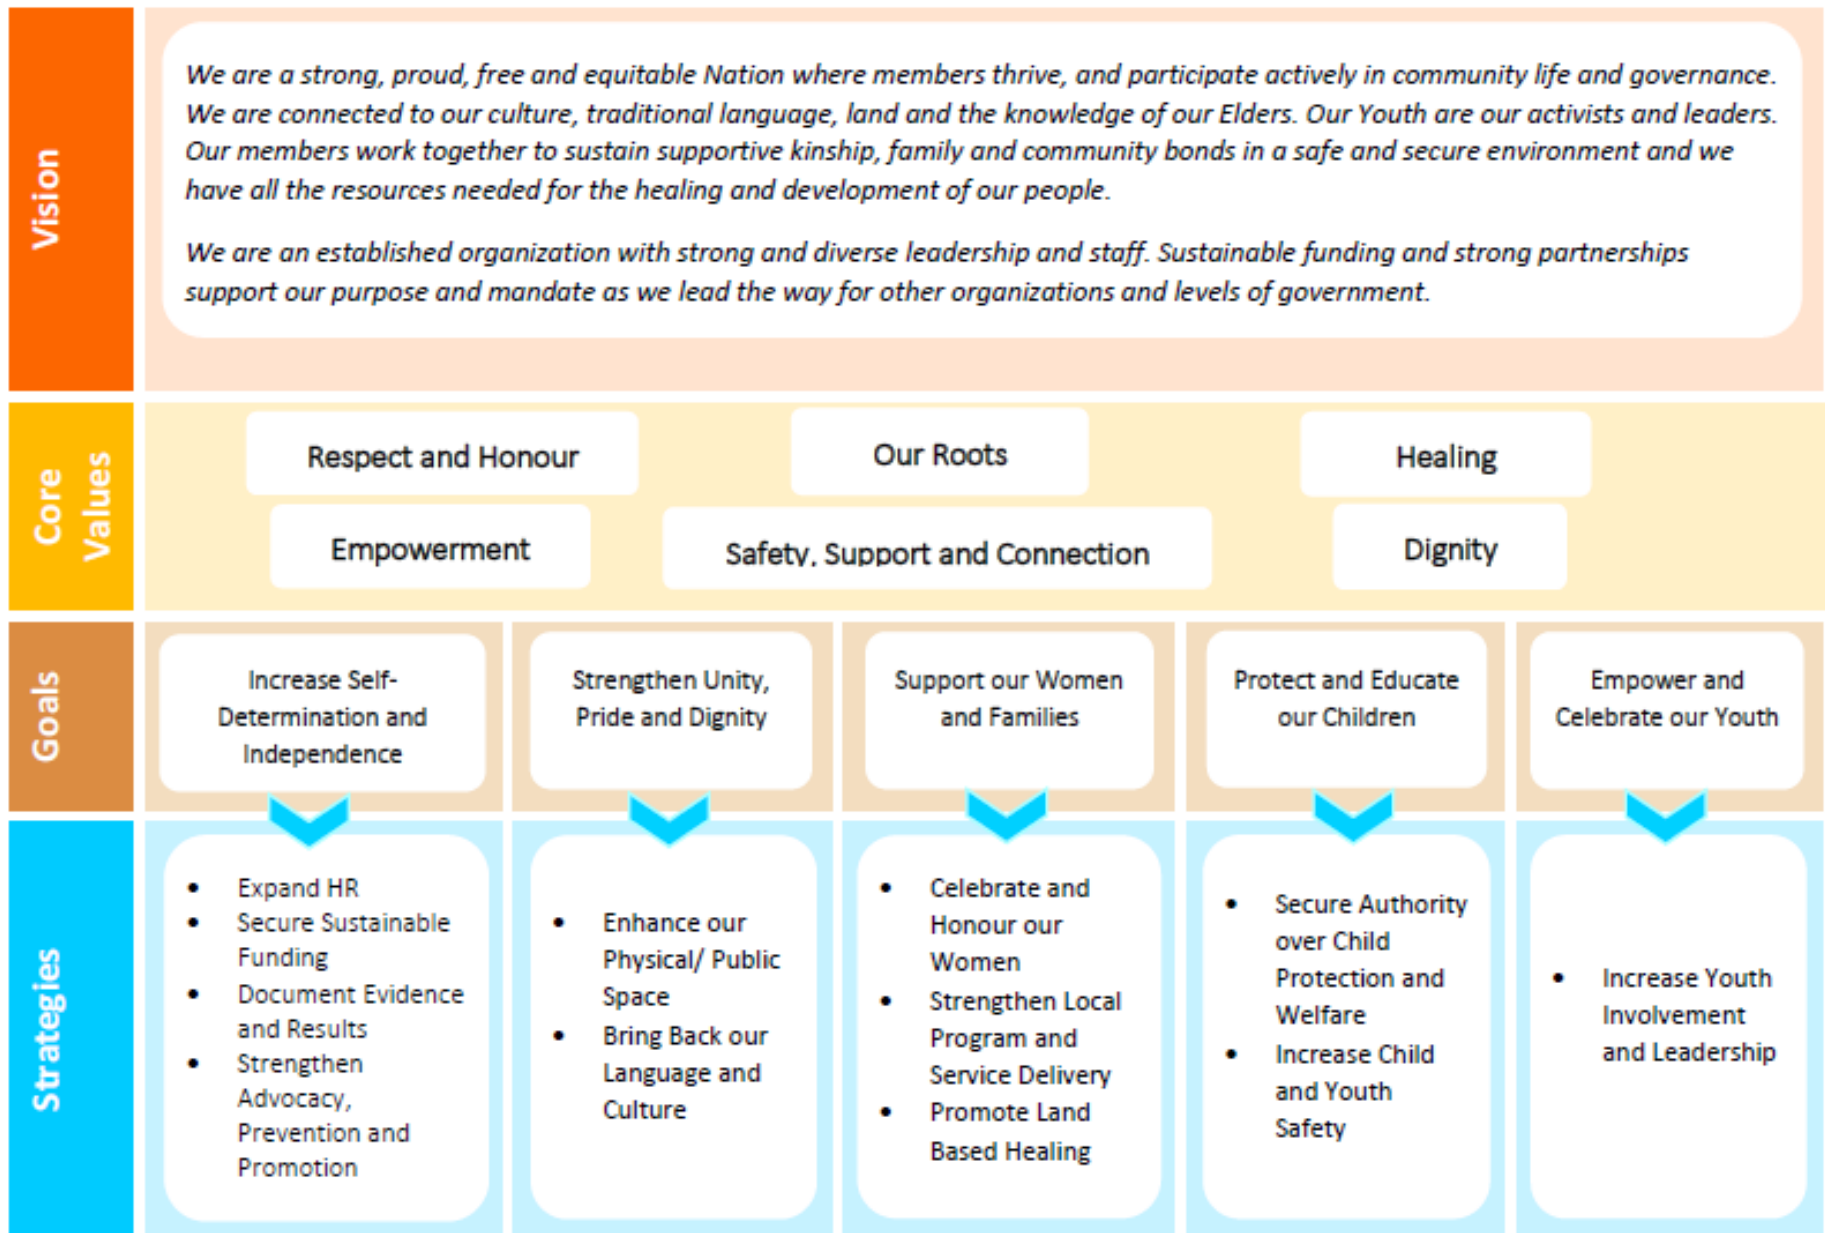 Vision
We are a strong, proud, free and equitable Nation where members thrive, and participate actively in community life and governance.
We are connected to our culture, traditional language, land and the knowledge of our Elders. Our Youth are our activists and leaders.
Our members work together to sustain supportive kinship, family and community bonds in a safe and secure environment and we
have all the resources needed for the healing and development of our people.
We are an established organization with strong and diverse leadership and staff. Sustainable funding and strong partnerships
support our purpose and mandate as we lead the way for other organizations and levels of government.
Core
Values
Respect and Honour
Our Roots
Healing
Empowerment
Safety, Support and Connection
Dignity
Goals
Increase Self-
Determination and
Independence
Strengthen Unity,
Pride and Dignity
Support our Women
and Families
Protect and Educate
our Children
Empower and
Celebrate our Youth
Strategies
• Expand HR
• Secure Sustainable
Funding
• Document Evidence
and Results
• Strengthen
Advocacy,
Prevention and
Promotion
• Enhance our
Physical/ Public
Space
• Bring Back our
Language and
Culture
• Celebrate and
Honour our
Women
• Strengthen Local
Program and
Service Delivery
• Promote Land
Based Healing
• Secure Authority
over Child
Protection and
Welfare
• Increase Child
and Youth
Safety
• Increase Youth
Involvement
and Leadership